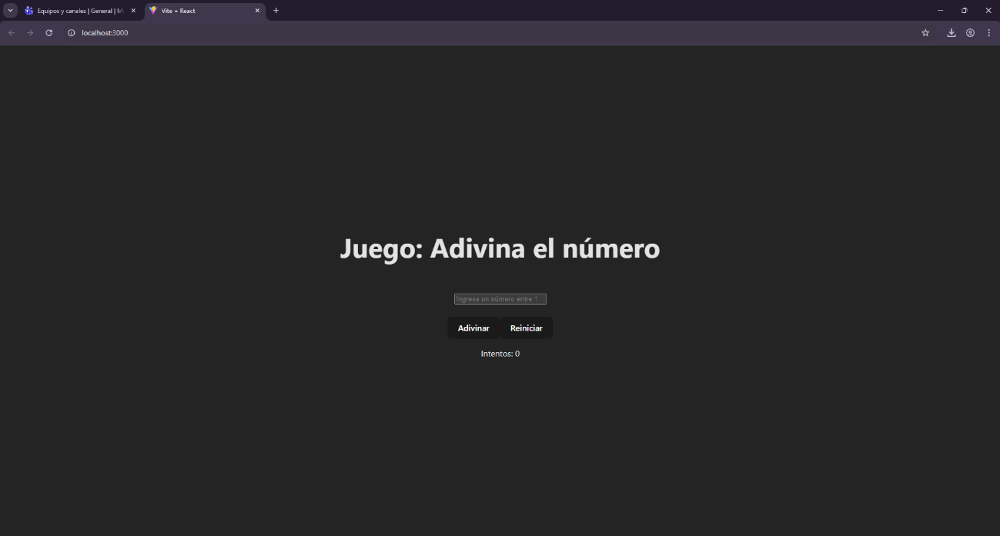 Equipos y canales | General | Mi
Vite + React
localhost:3000
Juego: Adivina el número
Ingresa un número entre 1
Adivinar Reiniciar
Intentos: 0